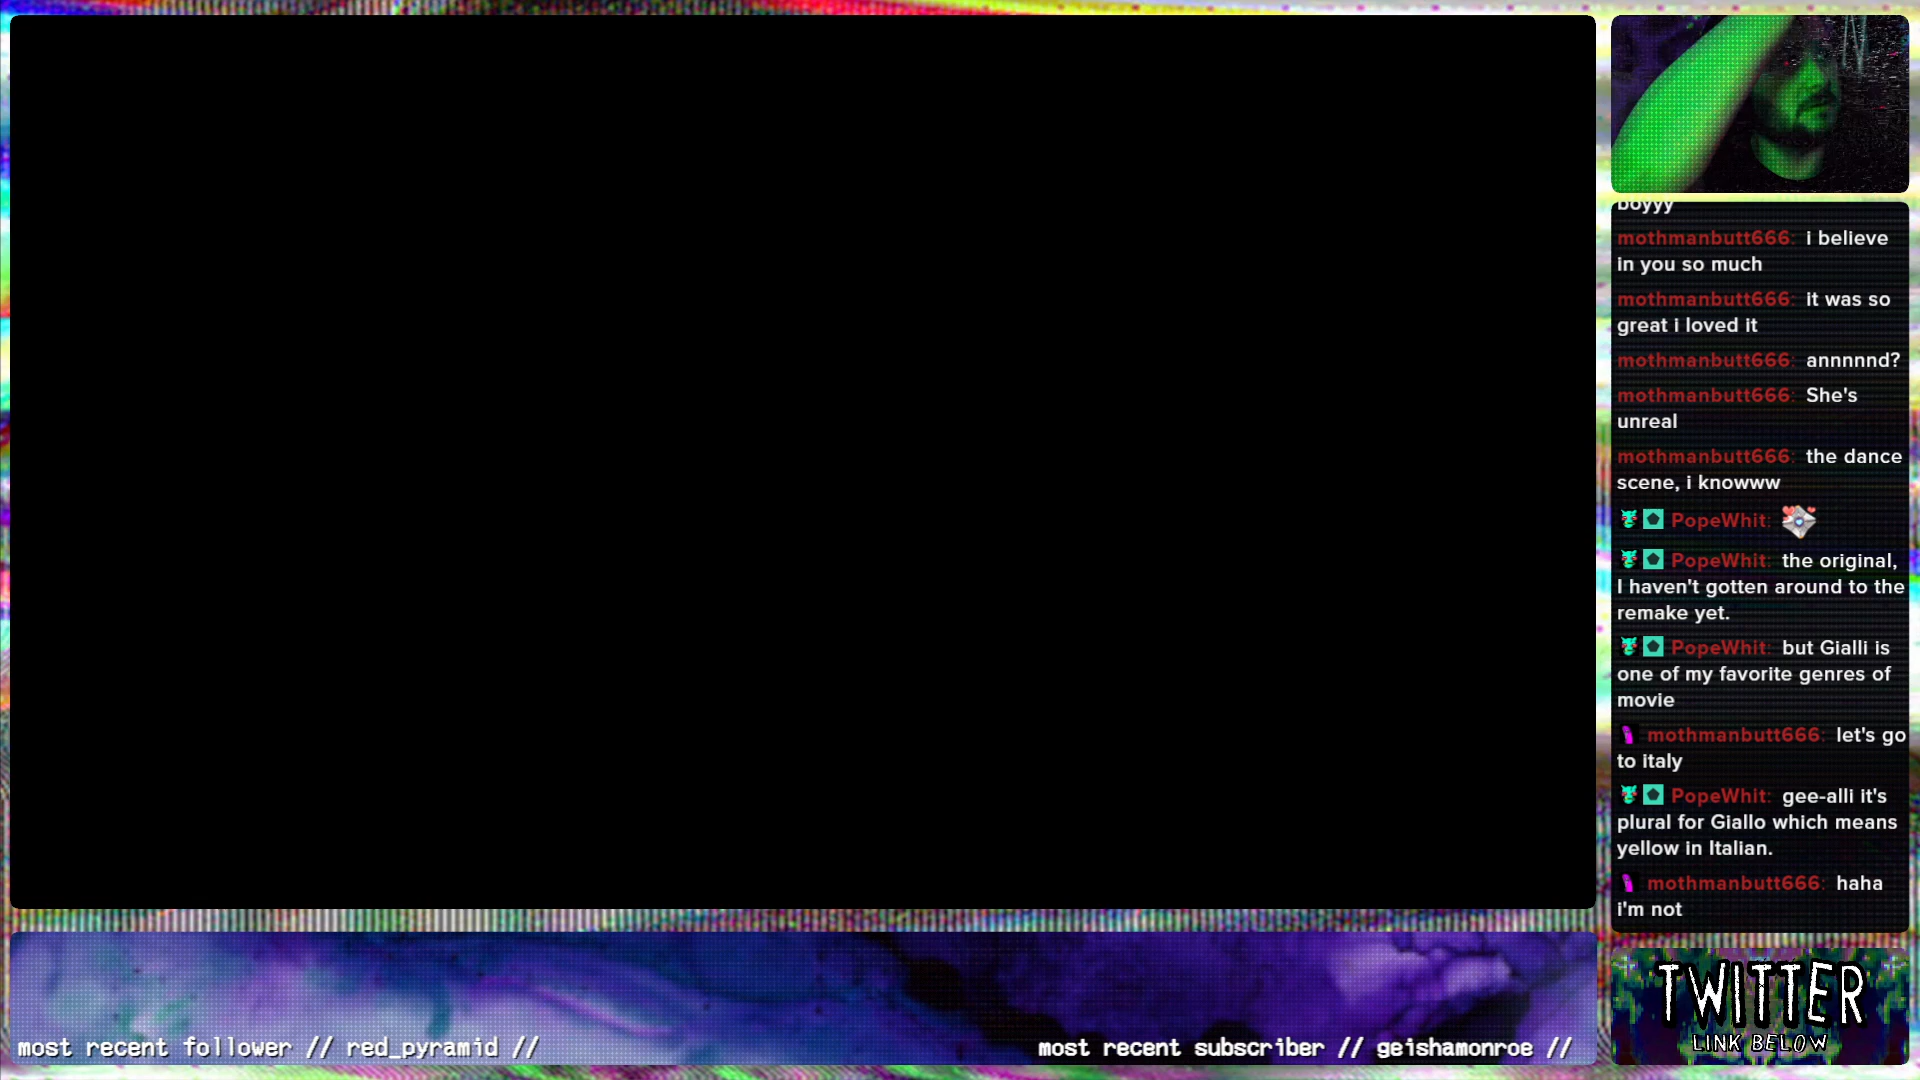 boyyy
mothmanbutt666: i believe
in you so much
mothmanbutt666: it was so
great i loved it
mothmanbutt666: annnnnd?
mothmanbutt666: She's
unreal
mothmanbutt666: the dance
scene, i knowww
PopeWhit:
PopeWhit: the original,
I haven't gotten around to the
remake yet.
PopeWhit: but Gialli is
one of my favorite genres of
movie
mothmanbutt666: let's go
to italy
PopeWhit: gee-alli it's
plural for Giallo which means
yellow in Italian.
mothmanbutt666: haha
i'm not
most recent follower // red_pyramid //
most recent subscriber // geishamonroe //
TWITTER
LINK BELOW